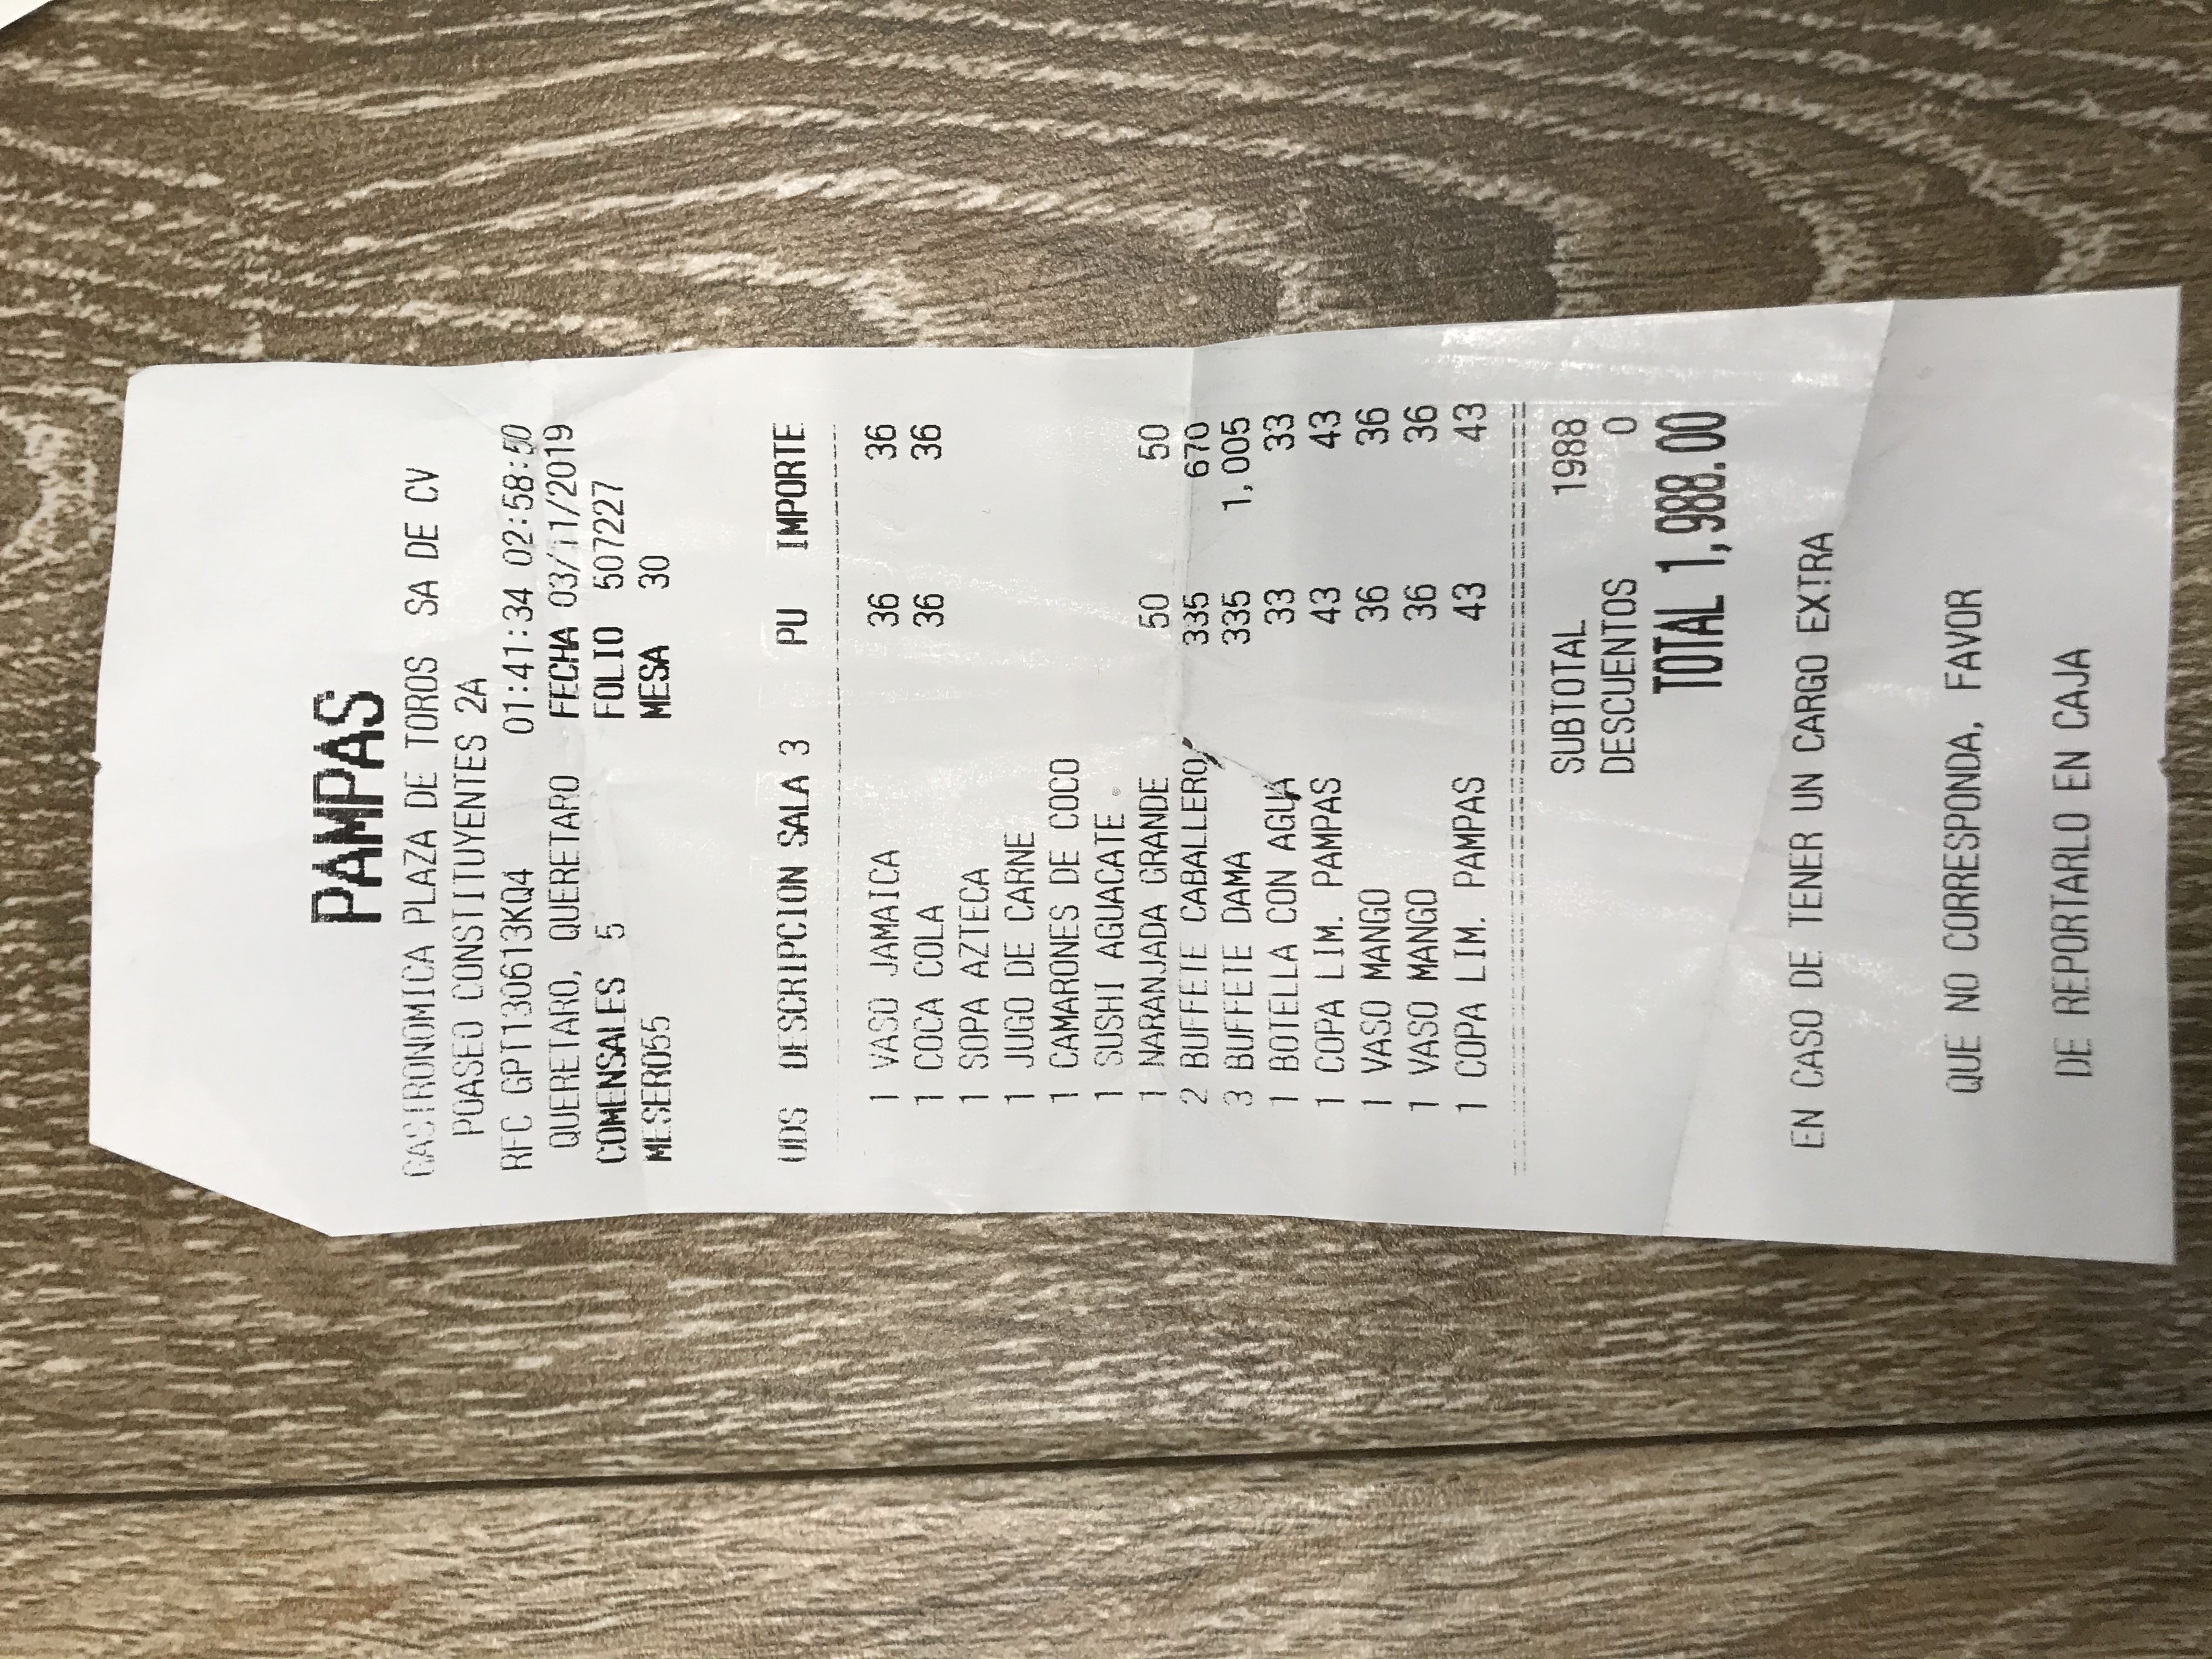 PAMPAS
GASTRONOMICA PLAZA DE TOROS SA DE CV
POASEO CONSTITUYENTES 2A
RFC GPT130613KQ4 01:41:34 02:58:50
QUERETARO, QUERETARO FECHA 03/11/2019
COMENSALES 5 FOLIO 507227
MESERO55 MESA 30
UDS DESCRIPCION SALA 3 PU IMPORTE
1 VASO JAMAICA 36 36
1 COCA COLA 36 36
1 SOPA AZTECA
1 JUGO DE CARNE
1 CAMARONES DE COCO
1 SUSHI AGUACATE
1 NARANJADA GRANDE 50 50
2 BUFFETE CABALLERO 335 670
3 BUFFETE DAMA 335 1,005
1 BOTELLA CON AGUA 33 33
1 COPA LIM. PAMPAS 43 43
1 VASO MANGO 36 36
1 VASO MANGO 36 36
1 COPA LIM. PAMPAS 43 43
SUBTOTAL 1988
DESCUENTOS 0
TOTAL 1,988.00
EN CASO DE TENER UN CARGO EXTRA
QUE NO CORRESPONDA, FAVOR
DE REPORTARLO EN CAJA